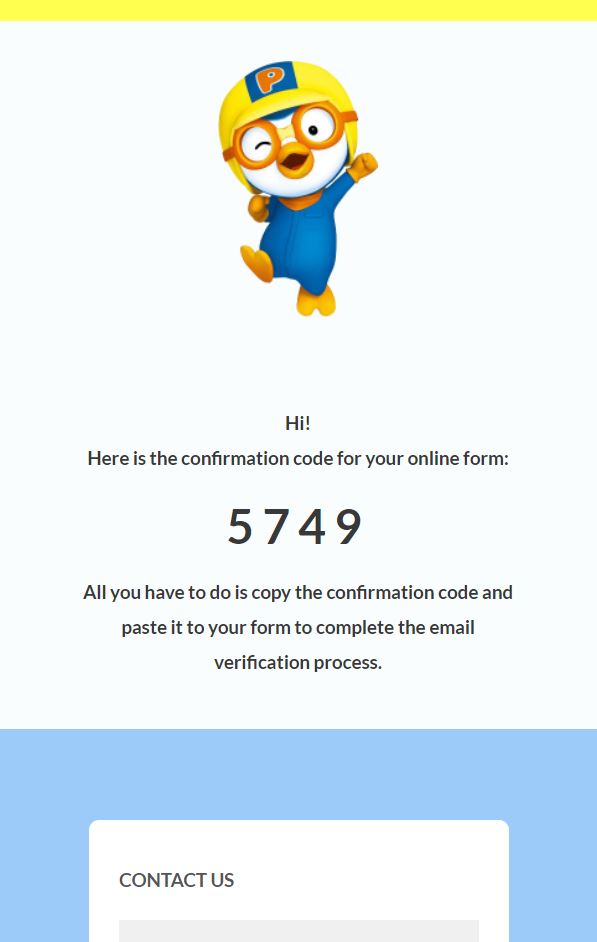 P
Hi!
Here is the confirmation code for your online form:
5749
All you have to do is copy the confirmation code and
paste it to your form to complete the email
verification process.
CONTACT US